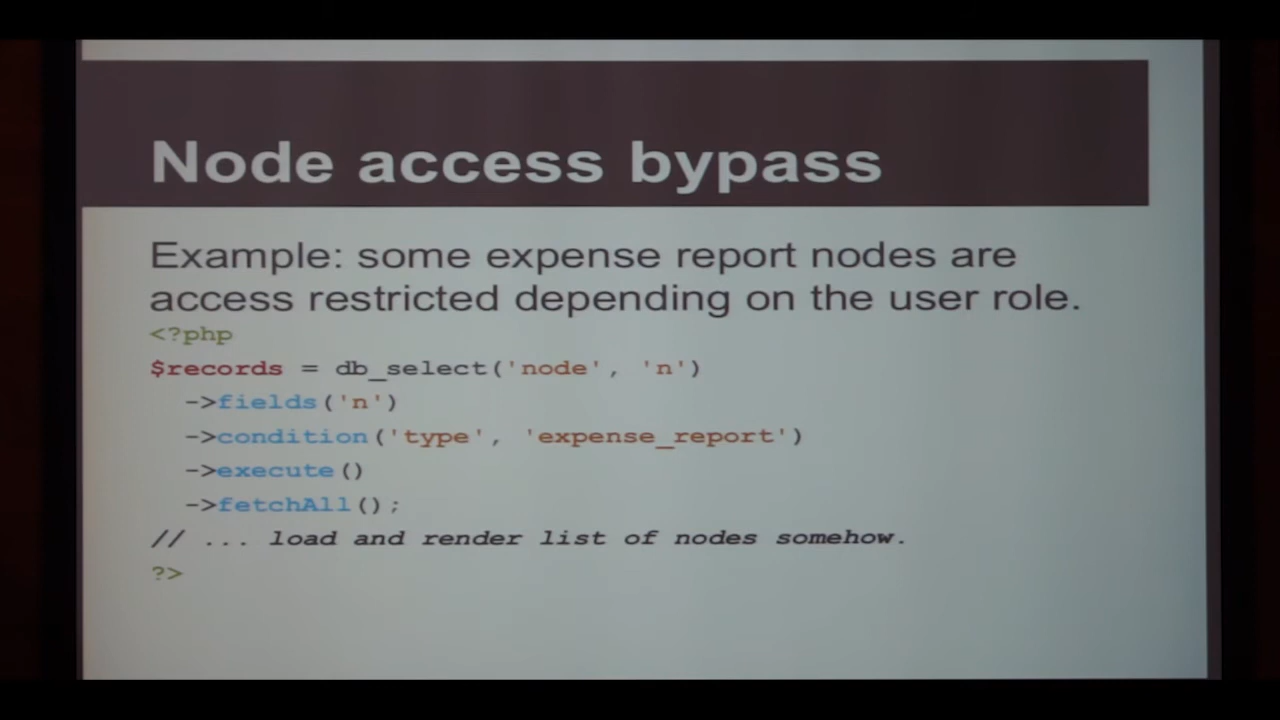 Node access bypass
Example: some expense report nodes are
access restricted depending on the user role.
<?php
$records = db_select('node', 'n')
->fields('n')
->condition('type', 'expense_report')
->execute()
->fetchAll();
// ... load and render list of nodes somehow.
?>